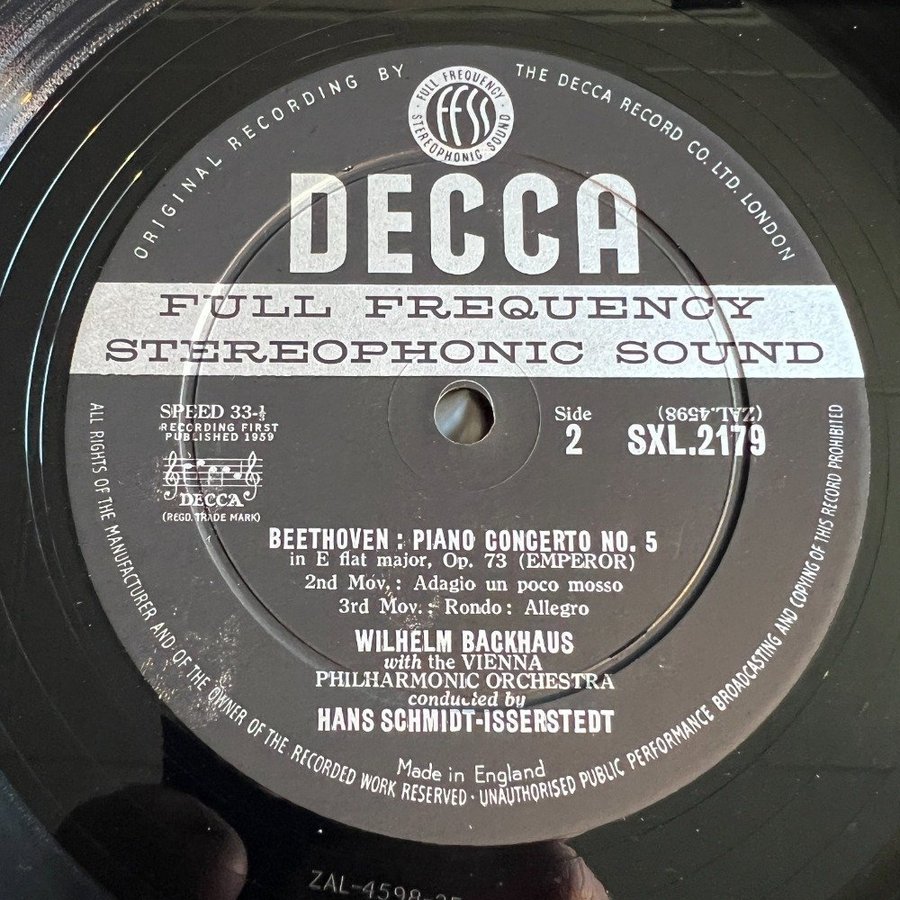 ORIGINAL RECORDING BY
THE DECCA RECORD CO. LTD. LONDON
FULL FREQUENCY
FFSS
STEREOPHONIC SOUND
DECCA
FULL FREQUENCY
STEREOPHONIC SOUND
SPEED 33-⅓
RECORDING FIRST
PUBLISHED 1959
DECCA
(REGD. TRADE MARK)
Side
2
(ZAL.4598)
SXL.2179
BEETHOVEN : PIANO CONCERTO NO. 5
in E flat major, Op. 73 (EMPEROR)
2nd Mov.: Adagio un poco mosso
3rd Mov.: Rondo: Allegro
WILHELM BACKHAUS
with the VIENNA
PHILHARMONIC ORCHESTRA
conducted by
HANS SCHMIDT-ISSERSTEDT
Made in England
ALL RIGHTS OF THE MANUFACTURER AND OF THE OWNER OF THE RECORDED WORK RESERVED · UNAUTHORISED PUBLIC PERFORMANCE BROADCASTING AND COPYING OF THIS RECORD PROHIBITED
ZAL-4598-